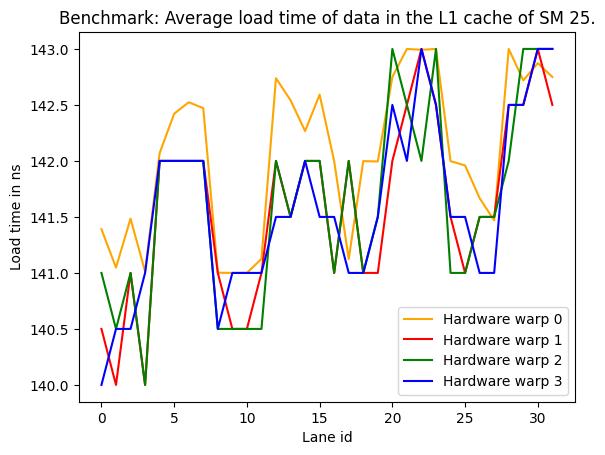 Benchmark: Average load time of data in the L1 cache of SM 25.
143.0
142.5
142.0
141.5
141.0
140.5
140.0
Load time in ns
Hardware warp 0
Hardware warp 1
Hardware warp 2
Hardware warp 3
0 5 10 15 20 25 30
Lane id